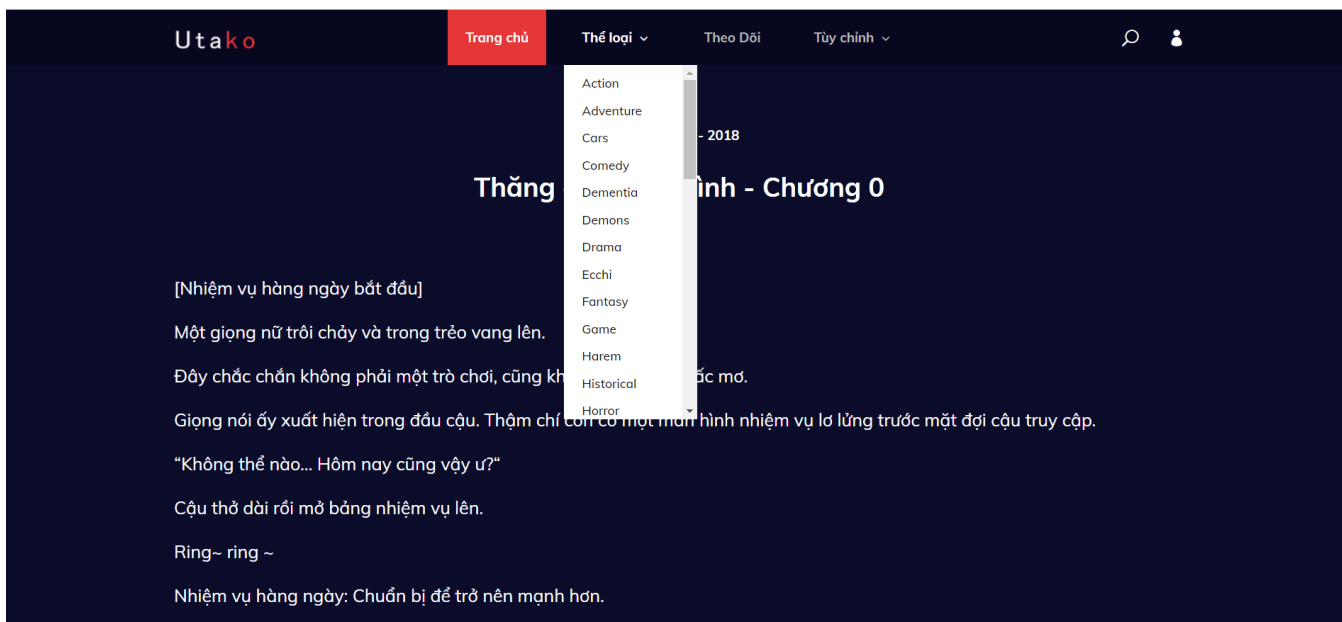 Utako
Trang chủ
Thể loại
Theo Dõi
Tùy chỉnh
Action
Adventure
Cars
Comedy
Dementia
Demons
Drama
Ecchi
Fantasy
Game
Harem
Historical
Horror
- 2018
Thăng ình - Chương 0
[Nhiệm vụ hàng ngày bắt đầu]
Một giọng nữ trôi chảy và trong trẻo vang lên.
Đây chắc chắn không phải một trò chơi, cũng ấc mơ.
Giọng nói ấy xuất hiện trong đầu cậu. Thậm chí còn có một màn hình nhiệm vụ lơ lửng trước mặt đợi cậu truy cập.
“Không thể nào... Hôm nay cũng vậy ư?“
Cậu thở dài rồi mở bảng nhiệm vụ lên.
Ring~ ring ~
Nhiệm vụ hàng ngày: Chuẩn bị để trở nên mạnh hơn.